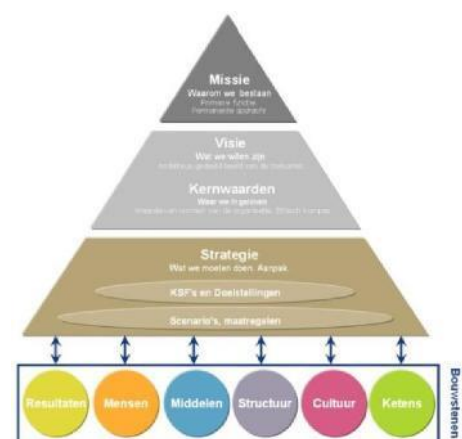 Missie
Waarom we bestaan
Primaire functie
Permanente opdracht
Visie
Wat we willen zijn
Kernwaarden
Waar we in geloven
Strategie
Wat we moeten doen. Aanpak
KSF's en Doelstellingen
Scenario's, maatregelen
Resultaten
Mensen
Middelen
Structuur
Cultuur
Ketens
Bouwstenen